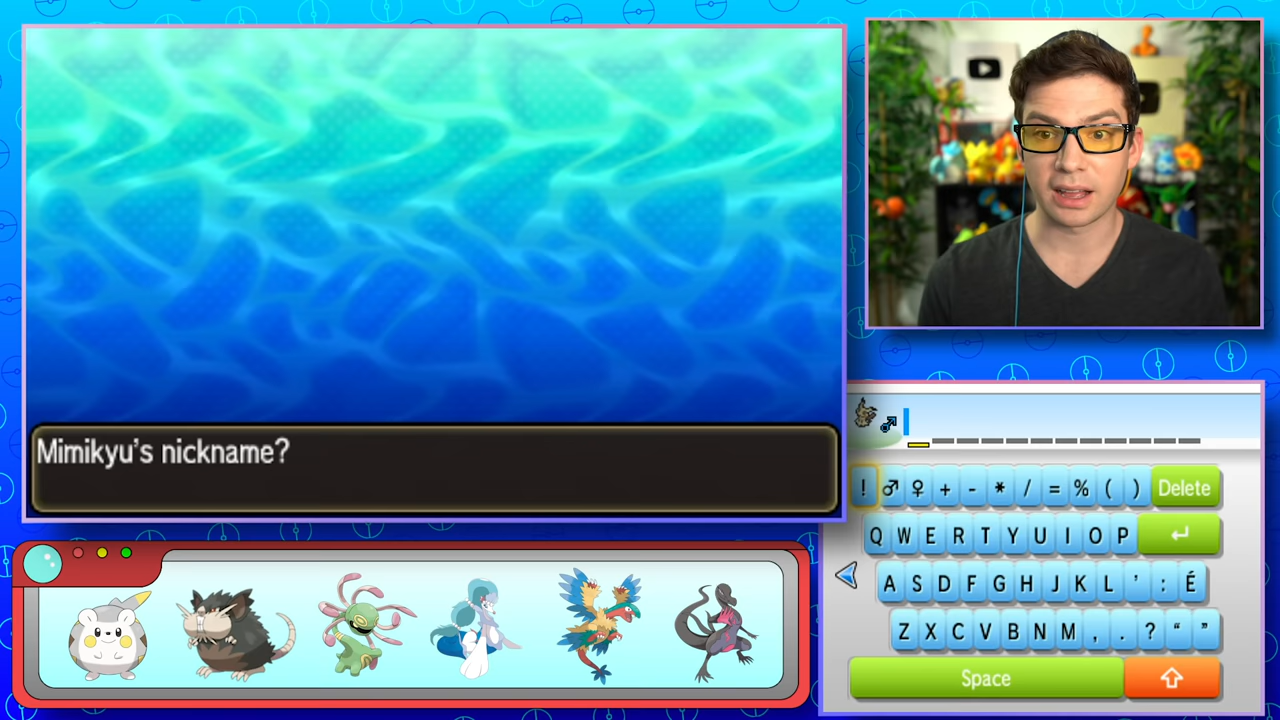 Mimikyu's nickname?
! ♂ ♀ + - * / = % ( ) Delete
Q W E R T Y U I O P
A S D F G H J K L ' : É
Z X C V B N M , . ? “ ”
Space